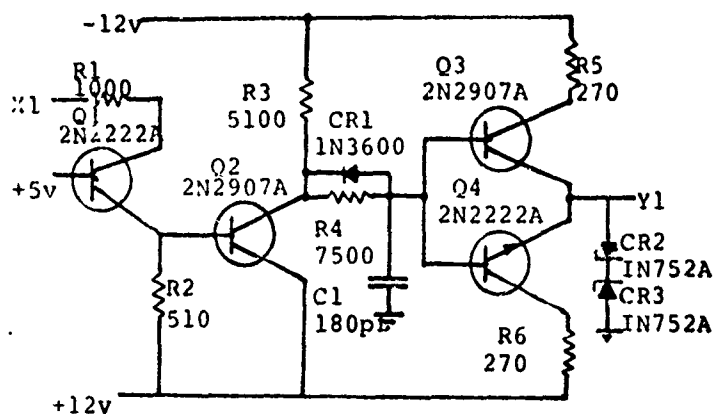 -12v
R1
1000
X1
Q1
2N2222A
+5v
R2
510
Q2
2N2907A
R3
5100
CR1
1N3600
R4
7500
C1
180pf
Q3
2N2907A
R5
270
Q4
2N2222A
Y1
CR2
IN752A
CR3
IN752A
R6
270
+12v